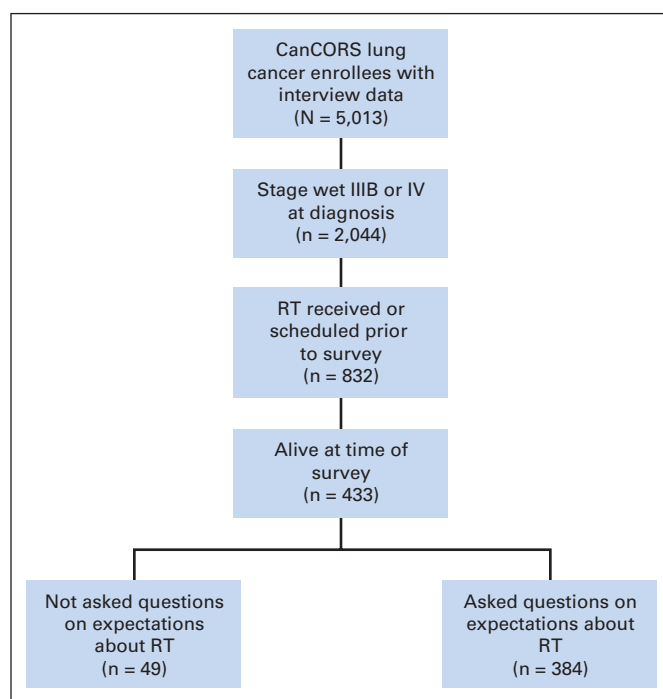 CanCORS lung
cancer enrollees with
interview data
(N = 5,013)
Stage wet IIIB or IV
at diagnosis
(n = 2,044)
RT received or
scheduled prior
to survey
(n = 832)
Alive at time of
survey
(n = 433)
Not asked questions
on expectations
about RT
(n = 49)
Asked questions on
expectations about
RT
(n = 384)